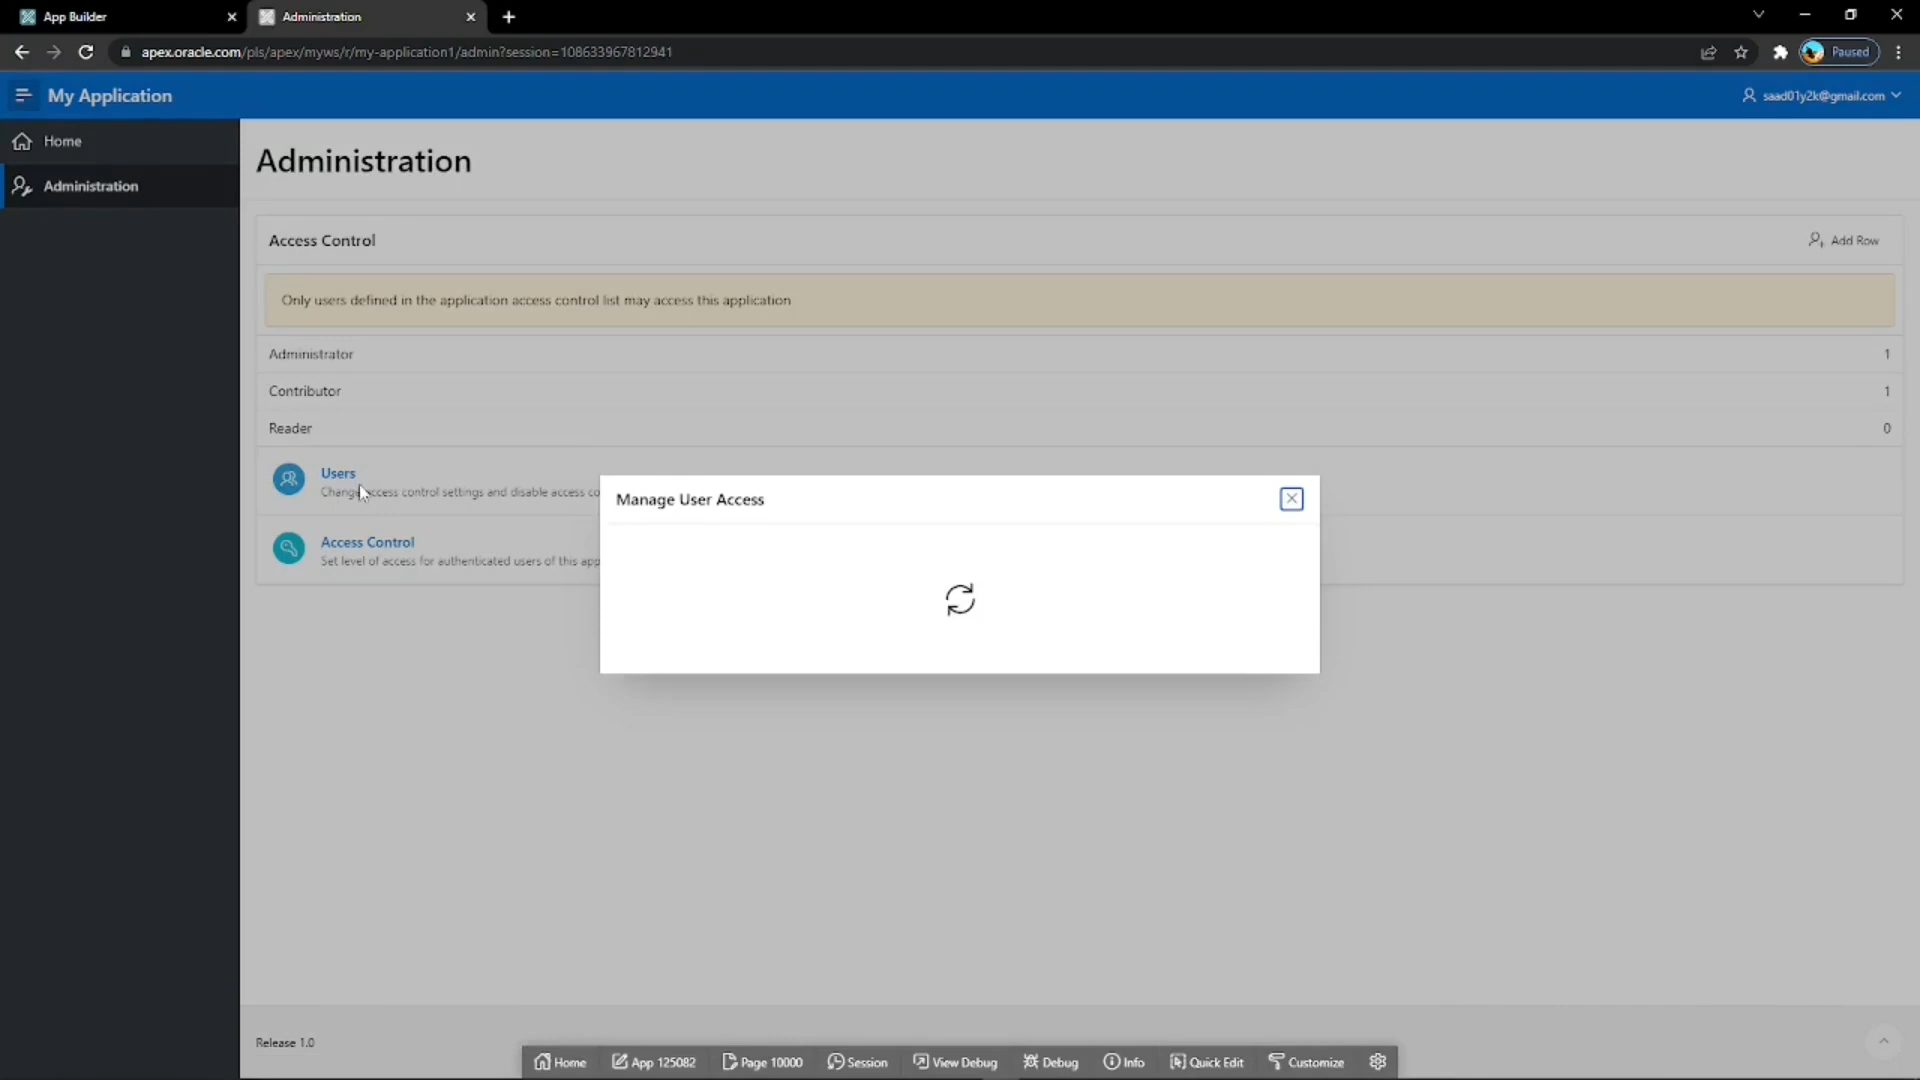 App Builder
Administration
apex.oracle.com/pls/apex/myws/r/my-application1/admin?session=108633967812941
Paused
My Application
saad01y2k@gmail.com
Home
Administration
Administration
Access Control
Add Row
Only users defined in the application access control list may access this application
Administrator 1
Contributor 1
Reader 0
Users
Change access control settings and disable access co
Manage User Access
Access Control
Set level of access for authenticated users of this app
Release 1.0
Home App 125082 Page 10000 Session View Debug Debug Info Quick Edit Customize